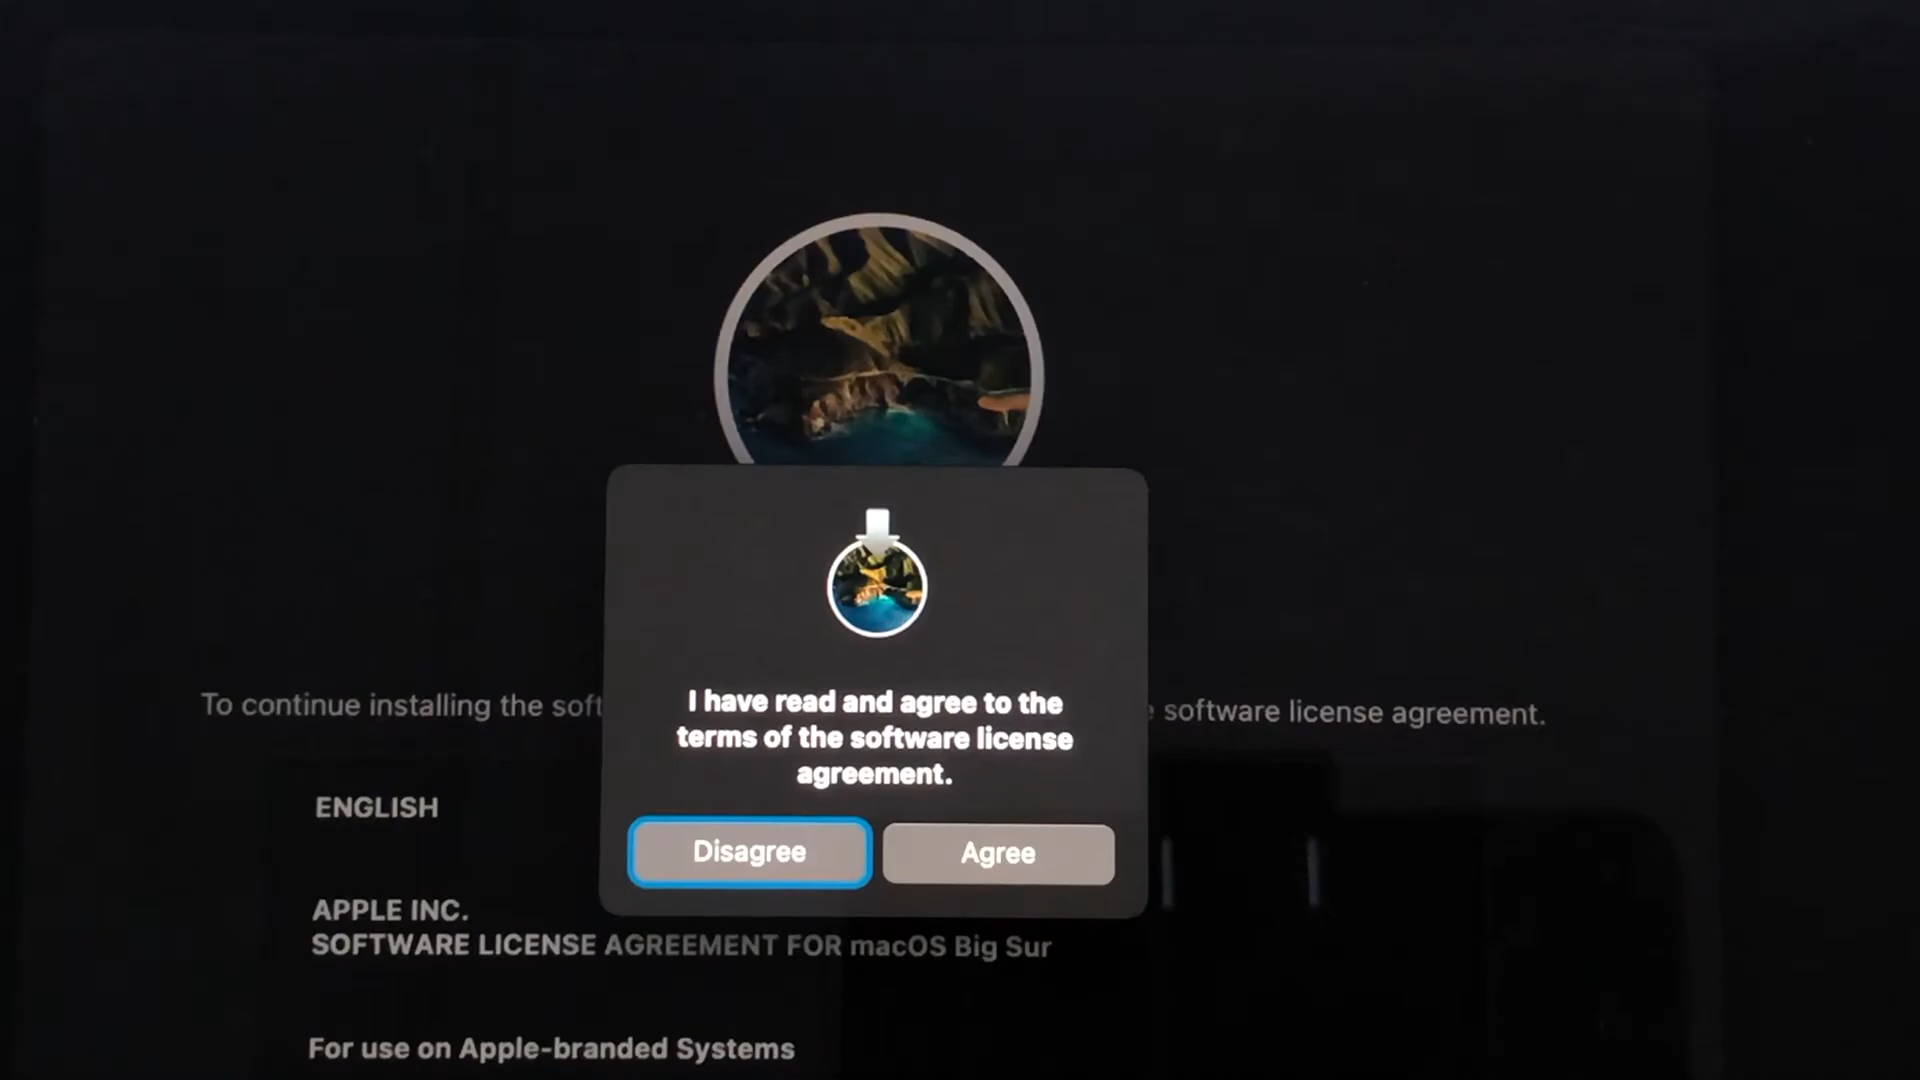 To continue installing the soft software license agreement.
I have read and agree to the
terms of the software license
agreement.
Disagree Agree
ENGLISH
APPLE INC.
SOFTWARE LICENSE AGREEMENT FOR macOS Big Sur
For use on Apple-branded Systems